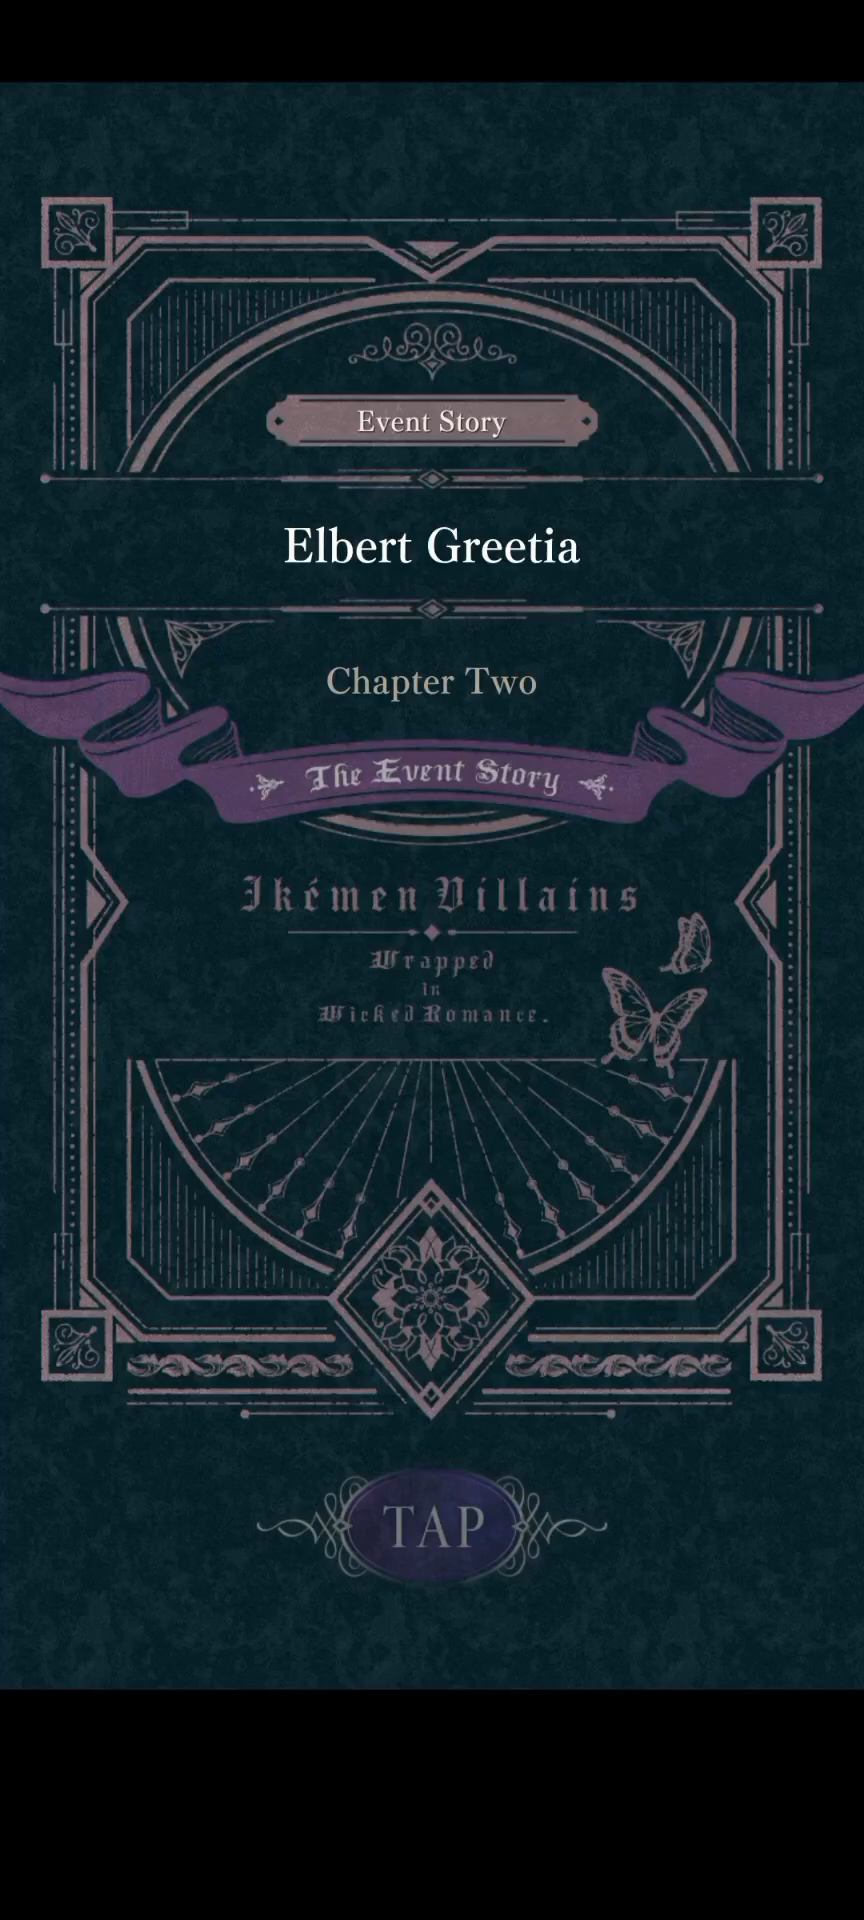 Event Story
Elbert Greetia
Chapter Two
The Event Story
Ikémen Villains
Wrapped
in
Wicked Romance.
TAP